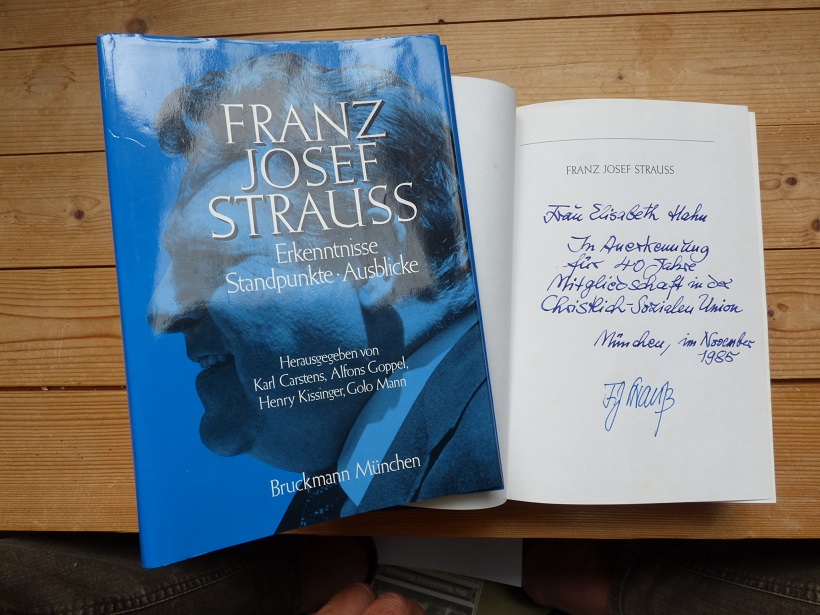 FRANZ
JOSEF
STRAUSS
Erkenntnisse
Standpunkte · Ausblicke
Herausgegeben von
Karl Carstens, Alfons Goppel,
Henry Kissinger, Golo Mann
Bruckmann München
FRANZ JOSEF STRAUSS
Frau Elisabeth Hahn
In Anerkennung
für 40 Jahre
Mitgliedschaft in der
Christlich-Sozialen Union
München, im November
1985
FJ Strauß